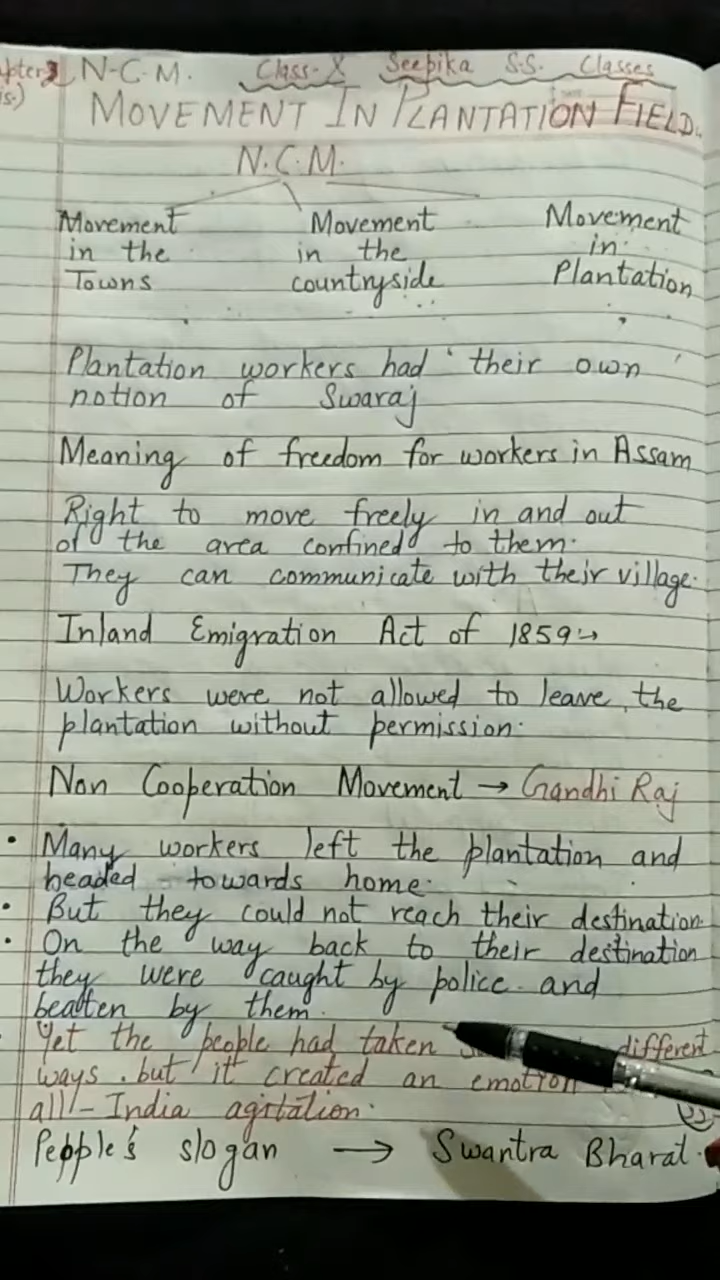 N.C.M. Class-X Seepika S.S. Classes
MOVEMENT IN PLANTATION FIELD.
N.C.M.
Movement in the Towns
Movement in the countryside
Movement in Plantation
Plantation workers had their own
notion of Swaraj
Meaning of freedom for workers in Assam
Right to move freely in and out
of the area confined to them.
They can communicate with their village.
Inland Emigration Act of 1859→
Workers were not allowed to leave the
plantation without permission.
Non Cooperation Movement → Gandhi Raj
• Many workers left the plantation and
headed towards home.
• But they could not reach their destination
• On the way back to their destination
they were caught by police and
beaten by them.
Yet the people had taken different
ways. but it created an emotion
all-India agitation.
People's slogan → Swantra Bharat.